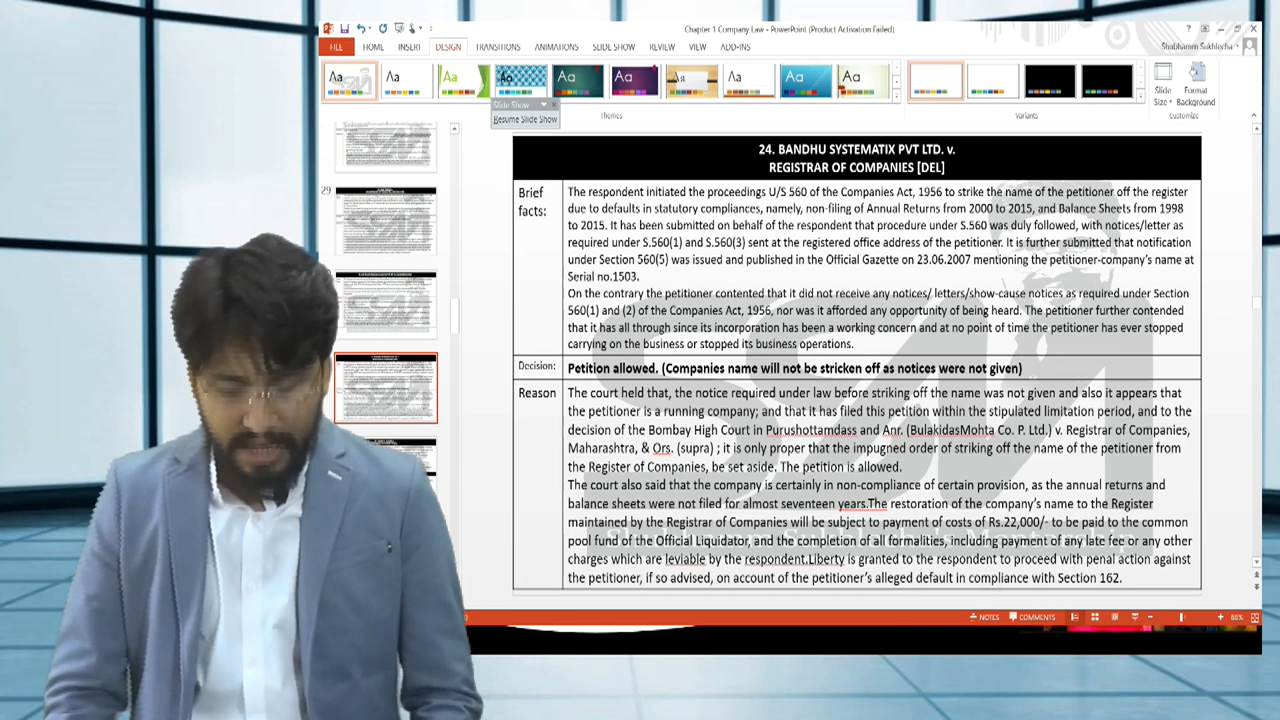 Chapter 1 Company Law - PowerPoint (Product Activation Failed)
FILL HOME INSERT DESIGN TRANSITIONS ANIMATIONS SLIDE SHOW REVIEW VIEW ADD-INS
Shubhamm Sukhlecha
Aa Aa Aa Aa Aa Aa Aa Aa Aa Aa
Slide Format
Size Background
Slide Show
Resume Slide Show
Themes
Variants
Customize
29
24. BANDHU SYSTEMATIX PVT LTD. v.
REGISTRAR OF COMPANIES [DEL]
Brief
facts:
The respondent initiated the proceedings U/S.560 of the Companies Act, 1956 to strike the name of the petitioner off the register
to defaults in statutory compliances, namely, filing of Annual Returns from 2000 to 2015, and Balance Sheets from 1998
to 2015. It has been submitted on behalf of the respondent that procedure under S.560 was duly followed, with notices/letter as
required under S.560(1) and S.560(3) sent at the registered office address of the petitioner. It is further submitted that notification
under Section 560(5) was issued and published in the Official Gazette on 23.06.2007 mentioning the petitioner-company's name at
Serial no.1503.
On the contrary the petitioner contented that it did not receive any notices/ letters/show-cause notice, as required under Section
560(1) and (2) of the Companies Act, 1956, nor was afforded any opportunity of being heard. The petitioner further contended
that it has all through since its incorporation has been a working concern and at no point of time the petitioner has ever stopped
carrying on the business or stopped its business operations.
Decision:
Petition allowed. (Companies name will be not struck off as notices were not given)
Reason
The court held that, the notice required under law before striking off the name was not given and also it appears that
the petitioner is a running company; and that it has filed this petition within the stipulated limitation period, and to the
decision of the Bombay High Court in Purushottamdass and Anr. (BulakidasMohta Co. P. Ltd.) v. Registrar of Companies,
Maharashtra, & Ors. (supra) ; it is only proper that the impugned order of striking off the name of the petitioner from
the Register of Companies, be set aside. The petition is allowed.
The court also said that the company is certainly in non-compliance of certain provision, as the annual returns and
balance sheets were not filed for almost seventeen years.The restoration of the company's name to the Register
maintained by the Registrar of Companies will be subject to payment of costs of Rs.22,000/- to be paid to the common
pool fund of the Official Liquidator, and the completion of all formalities, including payment of any late fee or any other
charges which are leviable by the respondent.Liberty is granted to the respondent to proceed with penal action against
the petitioner, if so advised, on account of the petitioner's alleged default in compliance with Section 162.
NOTES COMMENTS